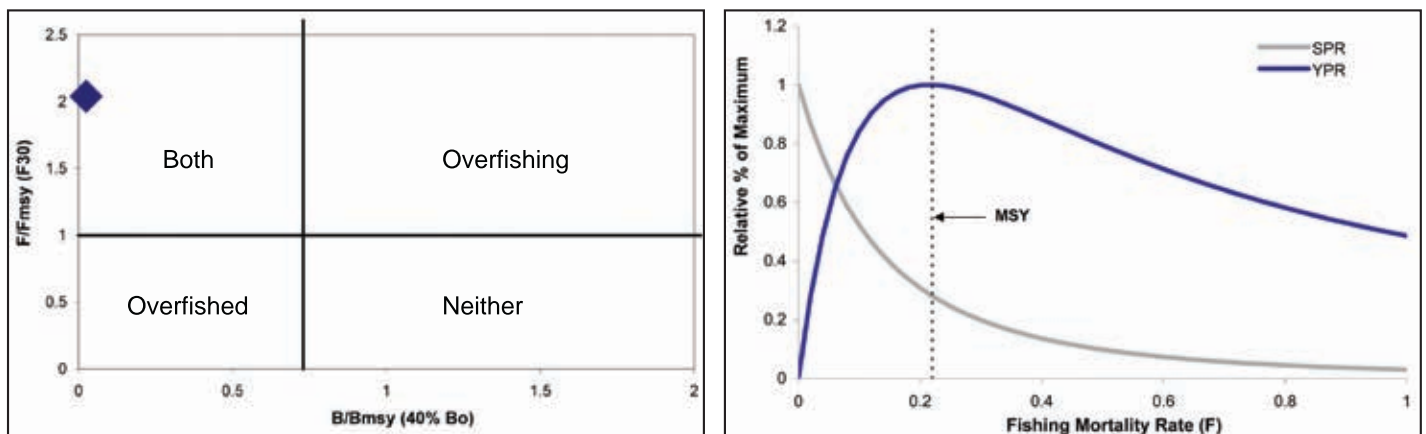 2.5
2
1.5
1
0.5
0
F/Fmsy (F30)
Both
Overfishing
Overfished
Neither
0 0.5 1 1.5 2
B/Bmsy (40% Bo)
1.2
1
0.8
0.6
0.4
0.2
0
Relative % of Maximum
SPR
YPR
MSY
0 0.2 0.4 0.6 0.8 1
Fishing Mortality Rate (F)